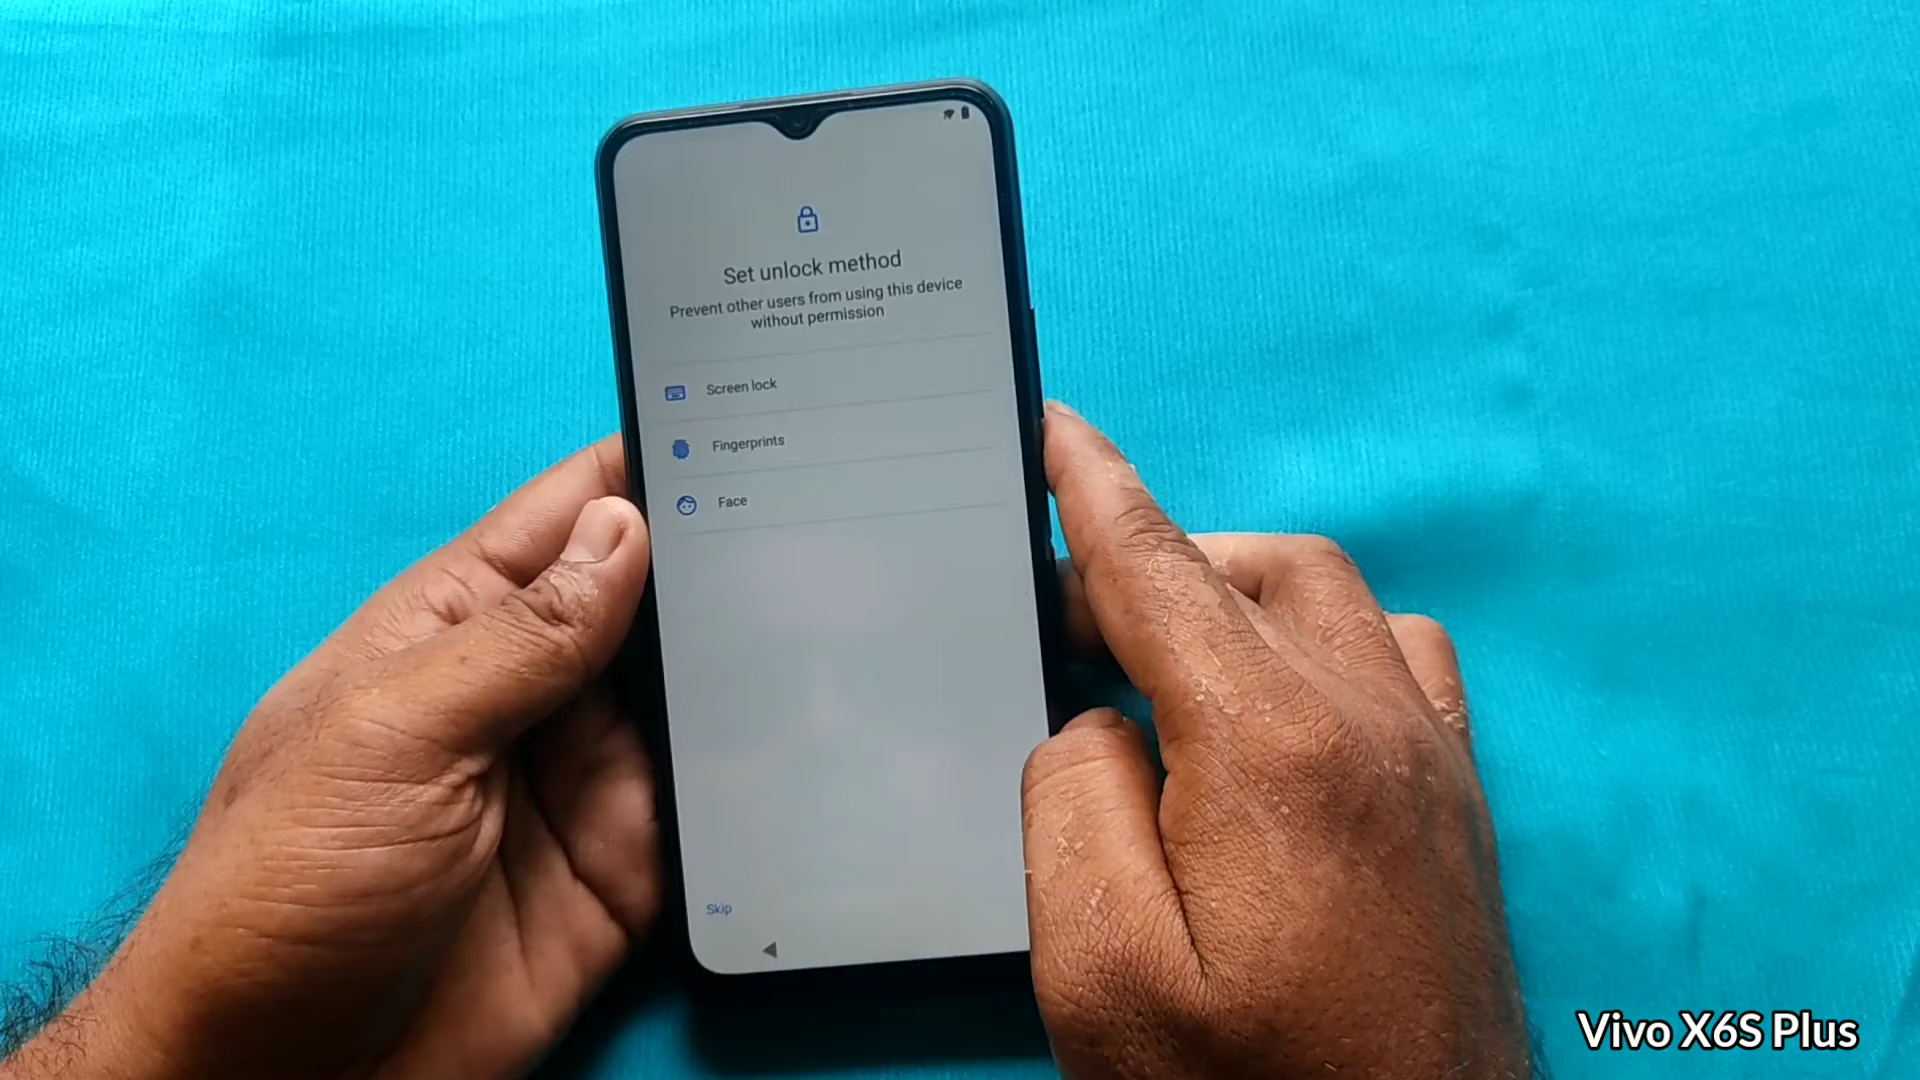 Set unlock method
Prevent other users from using this device
without permission
Screen lock
Fingerprints
Face
Skip
Vivo X6S Plus